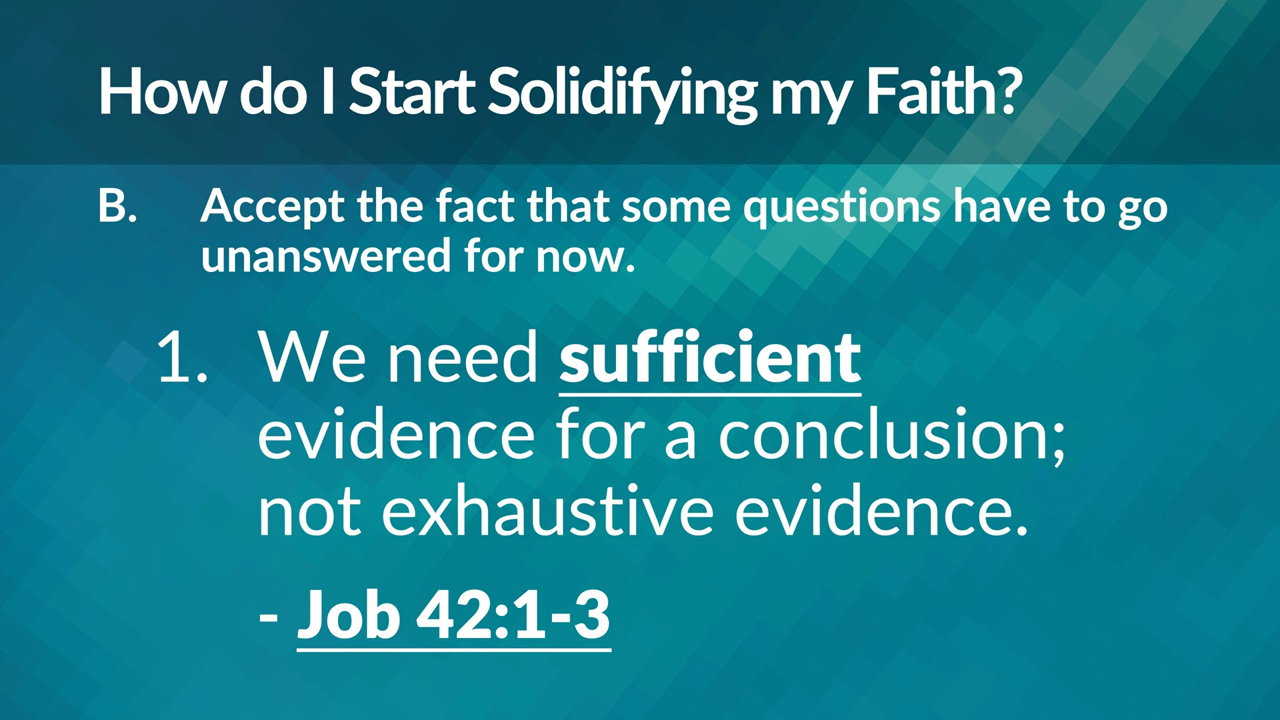 How do I Start Solidifying my Faith?
B. Accept the fact that some questions have to go
unanswered for now.
1. We need sufficient
evidence for a conclusion;
not exhaustive evidence.
- Job 42:1-3